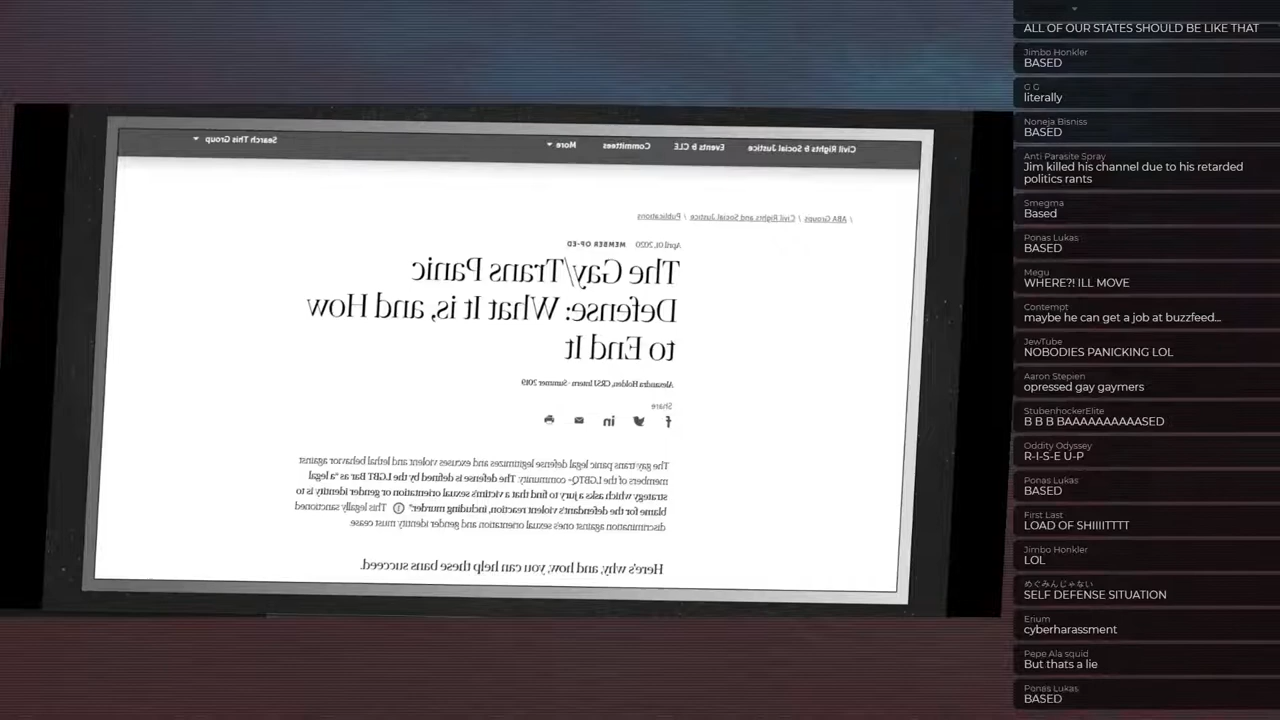 Civil Rights & Social Justice
Events & CLE
Committees
More
Search This Group
/ ABA Groups / Civil Rights and Social Justice / Publications
April 01, 2020 MEMBER OP-ED
The Gay/Trans Panic
Defense: What It is, and How
to End It
Alexandra Holden, CRSJ Intern - Summer 2019
Share
The gay/trans panic legal defense legitimizes and excuses violent and lethal behavior against
members of the LGBTQ+ community. The defense is defined by the LGBT Bar as "a legal
strategy which asks a jury to find that a victim's sexual orientation or gender identity is to
blame for the defendant's violent reaction, including murder." 1 This legally sanctioned
discrimination against one's sexual orientation and gender identity must cease.
Here's why, and how, you can help these bans succeed.
ALL OF OUR STATES SHOULD BE LIKE THAT
Jimbo Honkler
BASED
G G
literally
Noneja Bisniss
BASED
Anti Parasite Spray
Jim killed his channel due to his retarded
politics rants
Smegma
Based
Ponas Lukas
BASED
Megu
WHERE?! ILL MOVE
Contempt
maybe he can get a job at buzzfeed...
JewTube
NOBODIES PANICKING LOL
Aaron Stepien
opressed gay gaymers
StubenhockerElite
B B B BAAAAAAAAAASED
Oddity Odyssey
R-I-S-E U-P
Ponas Lukas
BASED
First Last
LOAD OF SHIIIITTTT
Jimbo Honkler
LOL
めぐみんじゃない
SELF DEFENSE SITUATION
Erium
cyberharassment
Pepe Ala squid
But thats a lie
Ponas Lukas
BASED